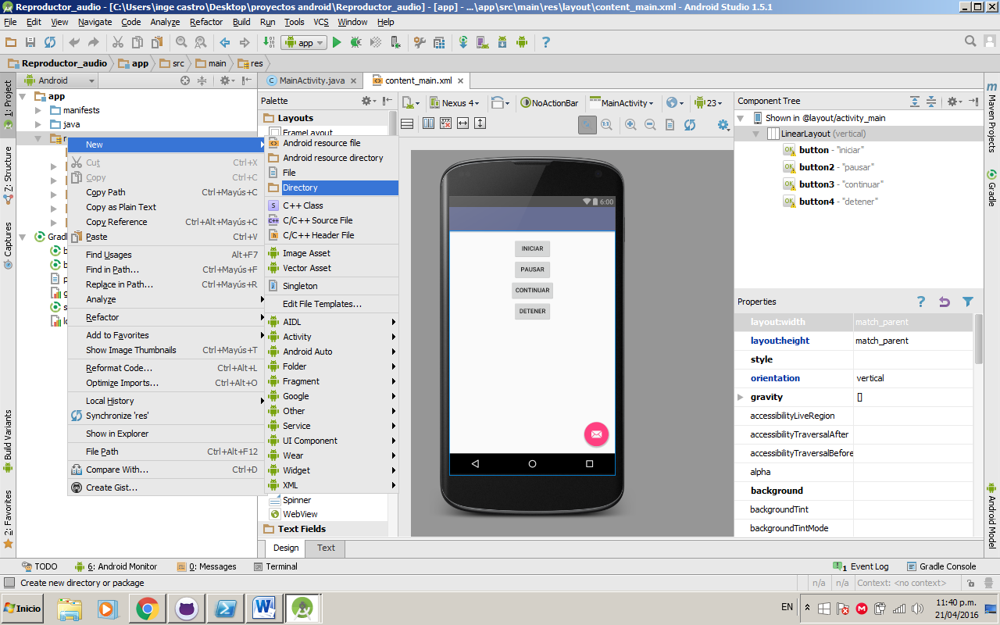 Reproductor_audio - [C:\Users\inge castro\Desktop\proyectos android\Reproductor_audio] - [app] - ...\app\src\main\res\layout\content_main.xml - Android Studio 1.5.1
File Edit View Navigate Code Analyze Refactor Build Run Tools VCS Window Help
app
Reproductor_audio app src main res
1: Project
Z: Structure
Captures
Build Variants
2: Favorites
Android
app
manifests
java
Gradl
MainActivity.java
content_main.xml
New
Cut Ctrl+X
Copy Ctrl+C
Copy Path Ctrl+Mayús+C
Copy as Plain Text
Copy Reference Ctrl+Alt+Mayús+C
Paste Ctrl+V
Find Usages Alt+F7
Find in Path... Ctrl+Mayús+F
Replace in Path... Ctrl+Mayús+R
Analyze
Refactor
Add to Favorites
Show Image Thumbnails Ctrl+Mayús+T
Reformat Code... Ctrl+Alt+L
Optimize Imports... Ctrl+Alt+O
Local History
Synchronize 'res'
Show in Explorer
File Path Ctrl+Alt+F12
Compare With... Ctrl+D
Create Gist...
Palette
Layouts
FrameLayout
Android resource file
Android resource directory
File
Directory
C++ Class
C/C++ Source File
C/C++ Header File
Image Asset
Vector Asset
Singleton
Edit File Templates...
AIDL
Activity
Android Auto
Folder
Fragment
Google
Other
Service
UI Component
Wear
Widget
XML
Spinner
WebView
Text Fields
Design Text
Nexus 4 NoActionBar MainActivity 23
6:00
INICIAR
PAUSAR
CONTINUAR
DETENER
Component Tree
Shown in @layout/activity_main
LinearLayout (vertical)
OK button - "iniciar"
OK button2 - "pausar"
OK button3 - "continuar"
OK button4 - "detener"
Properties
layout:width match_parent
layout:height match_parent
style
orientation vertical
gravity []
accessibilityLiveRegion
accessibilityTraversalAfter
accessibilityTraversalBefore
alpha
background
backgroundTint
backgroundTintMode
Maven Projects
Gradle
Android Model
TODO 6: Android Monitor 0: Messages Terminal 1 Event Log Gradle Console
Create new directory or package n/a n/a Context: <no context>
Inicio
EN
11:40 p.m.
21/04/2016